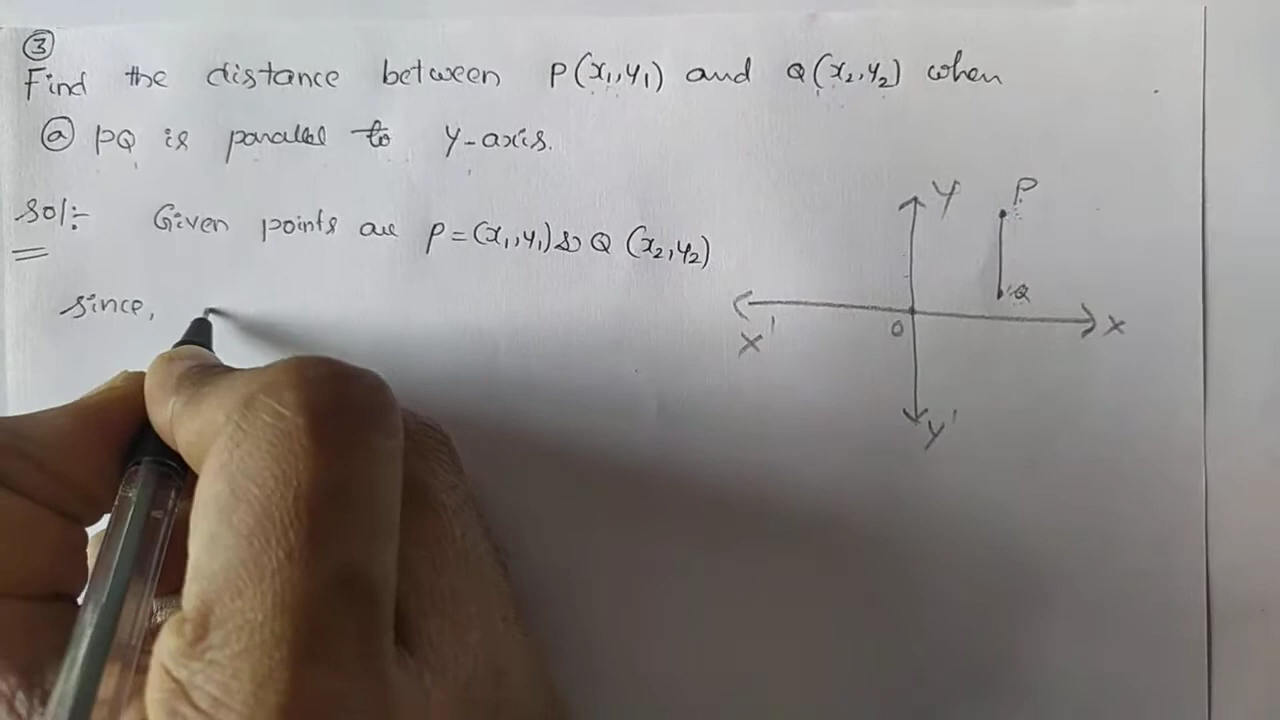 ③
Find the distance between P(x₁,y₁) and Q(x₂,y₂) when
ⓐ PQ is parallel to Y-axis.
Sol:- Given points are P=(x₁,y₁) & Q(x₂,y₂)
since,
Y
P
Q
X'
O
X
Y'